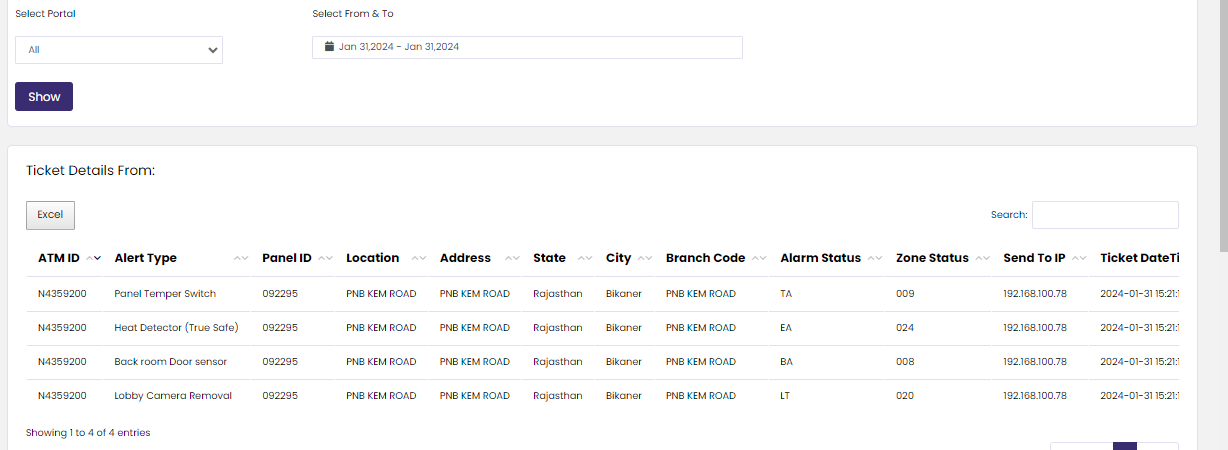 Select Portal Select From & To
All Jan 31,2024 - Jan 31,2024
Show
Ticket Details From:
Excel Search:
ATM ID Alert Type Panel ID Location Address State City Branch Code Alarm Status Zone Status Send To IP Ticket DateTi
N4359200 Panel Temper Switch 092295 PNB KEM ROAD PNB KEM ROAD Rajasthan Bikaner PNB KEM ROAD TA 009 192.168.100.78 2024-01-31 15:21:1
N4359200 Heat Detector (True Safe) 092295 PNB KEM ROAD PNB KEM ROAD Rajasthan Bikaner PNB KEM ROAD EA 024 192.168.100.78 2024-01-31 15:21:1
N4359200 Back room Door sensor 092295 PNB KEM ROAD PNB KEM ROAD Rajasthan Bikaner PNB KEM ROAD BA 008 192.168.100.78 2024-01-31 15:21:1
N4359200 Lobby Camera Removal 092295 PNB KEM ROAD PNB KEM ROAD Rajasthan Bikaner PNB KEM ROAD LT 020 192.168.100.78 2024-01-31 15:21:1
Showing 1 to 4 of 4 entries